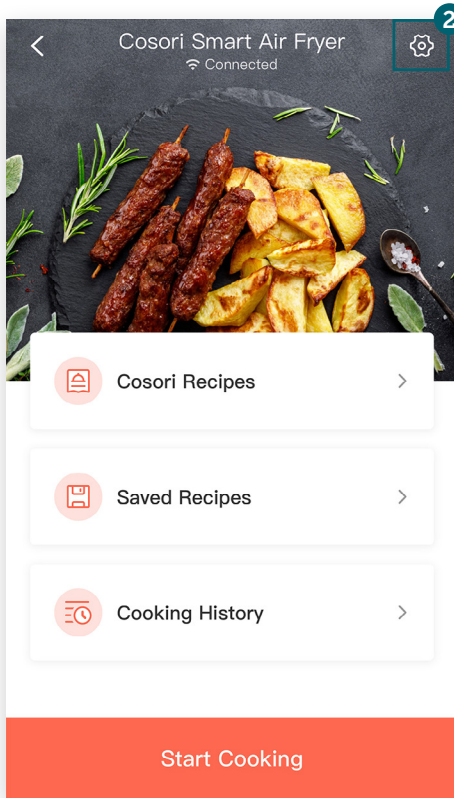 2
Cosori Smart Air Fryer
Connected
Cosori Recipes
Saved Recipes
Cooking History
Start Cooking